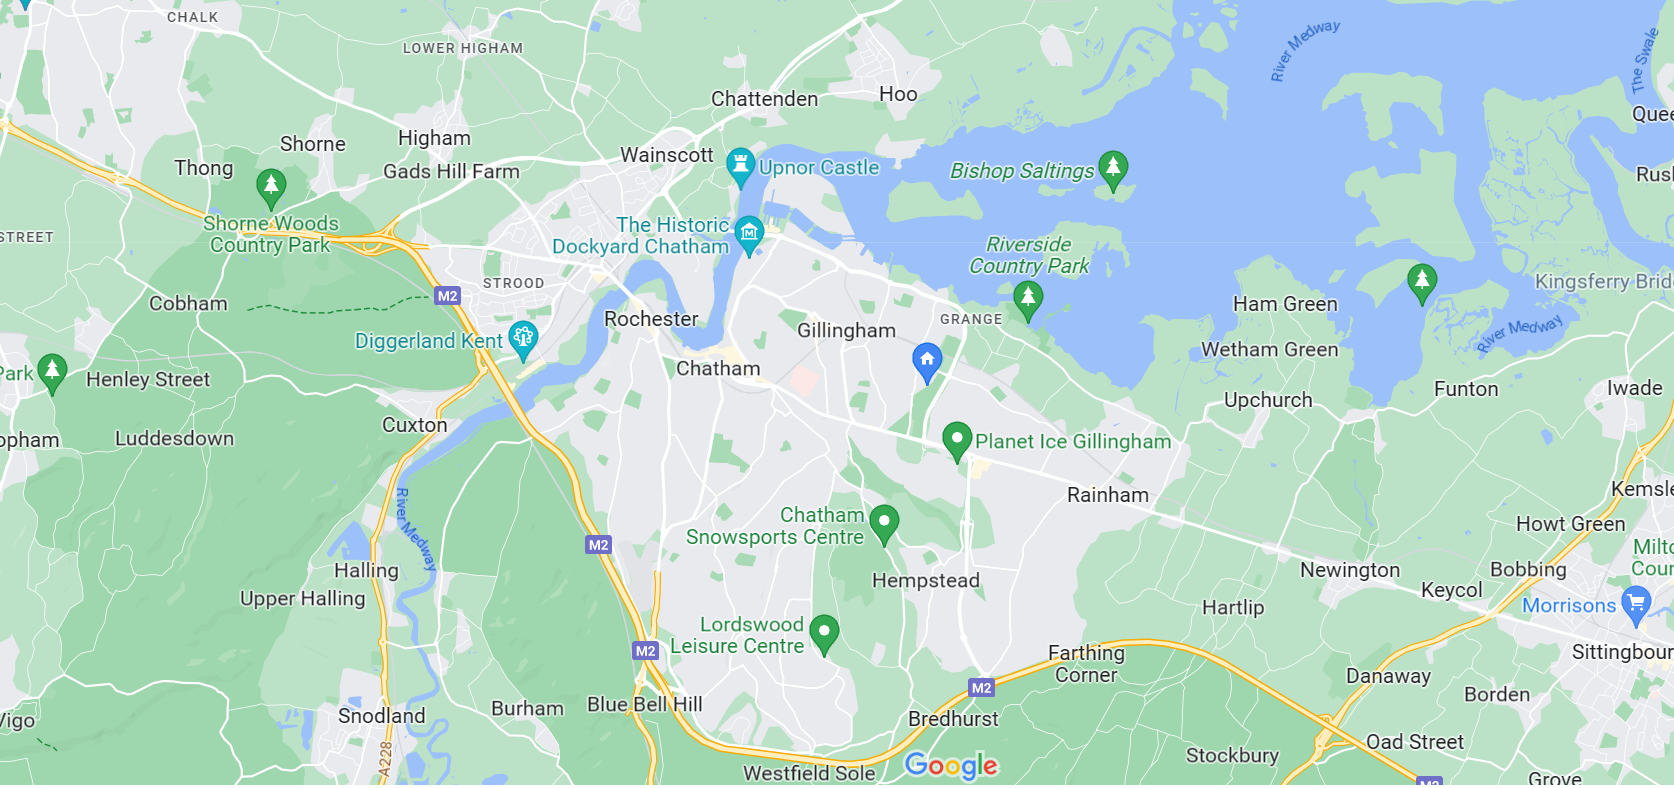 CHALK
LOWER HIGHAM
River Medway
The Swale
Chattenden
Hoo
Shorne
Higham
Wainscott
Thong
Gads Hill Farm
Upnor Castle
Bishop Saltings
Shorne Woods
Country Park
The Historic
Dockyard Chatham
STREET
Riverside
Country Park
STROOD
M2
Cobham
Kingsferry Bridg
Ham Green
Rochester
Gillingham
GRANGE
River Medway
Diggerland Kent
Wetham Green
Chatham
Park
Henley Street
Funton
Iwade
Upchurch
Cuxton
Luddesdown
opham
Planet Ice Gillingham
Rainham
Kemsle
River Medway
Chatham
Snowsports Centre
Howt Green
M2
Milto
Cour
Halling
Hempstead
Newington
Bobbing
Keycol
Upper Halling
Hartlip
Morrisons
Lordswood
Leisure Centre
M2
Farthing
Corner
Sittingbour
Danaway
M2
Borden
Blue Bell Hill
Burham
Snodland
Vigo
Bredhurst
Oad Street
Stockbury
A228
Westfield Sole
Google
Grove
M2
Quee
Rush